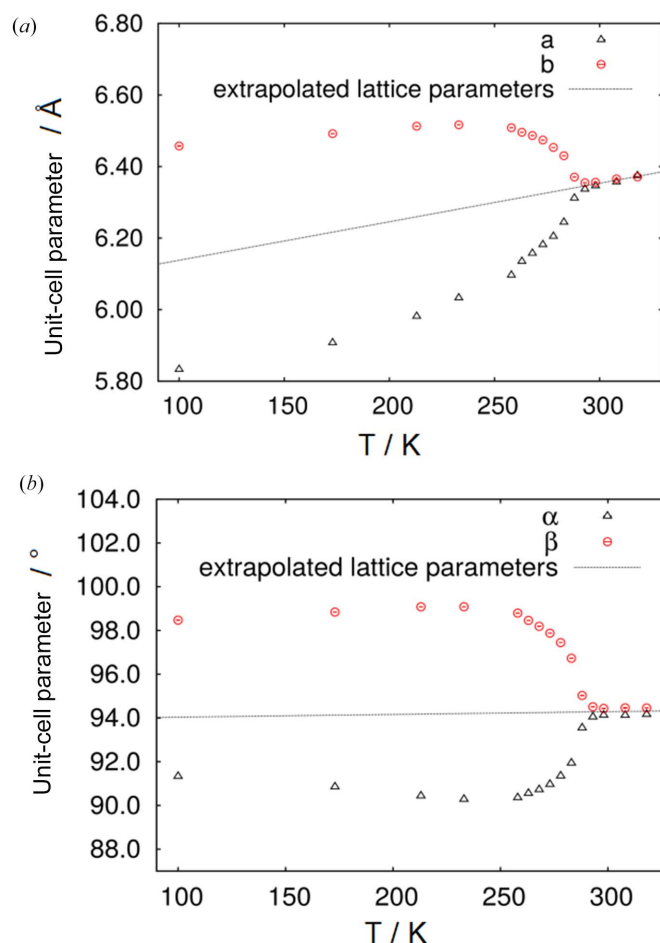 (a)
6.80
6.60
6.40
6.20
6.00
5.80
Unit-cell parameter / Å
a
b
extrapolated lattice parameters
100 150 200 250 300
T / K
(b)
104.0
102.0
100.0
98.0
96.0
94.0
92.0
90.0
88.0
Unit-cell parameter / °
α
β
extrapolated lattice parameters
100 150 200 250 300
T / K